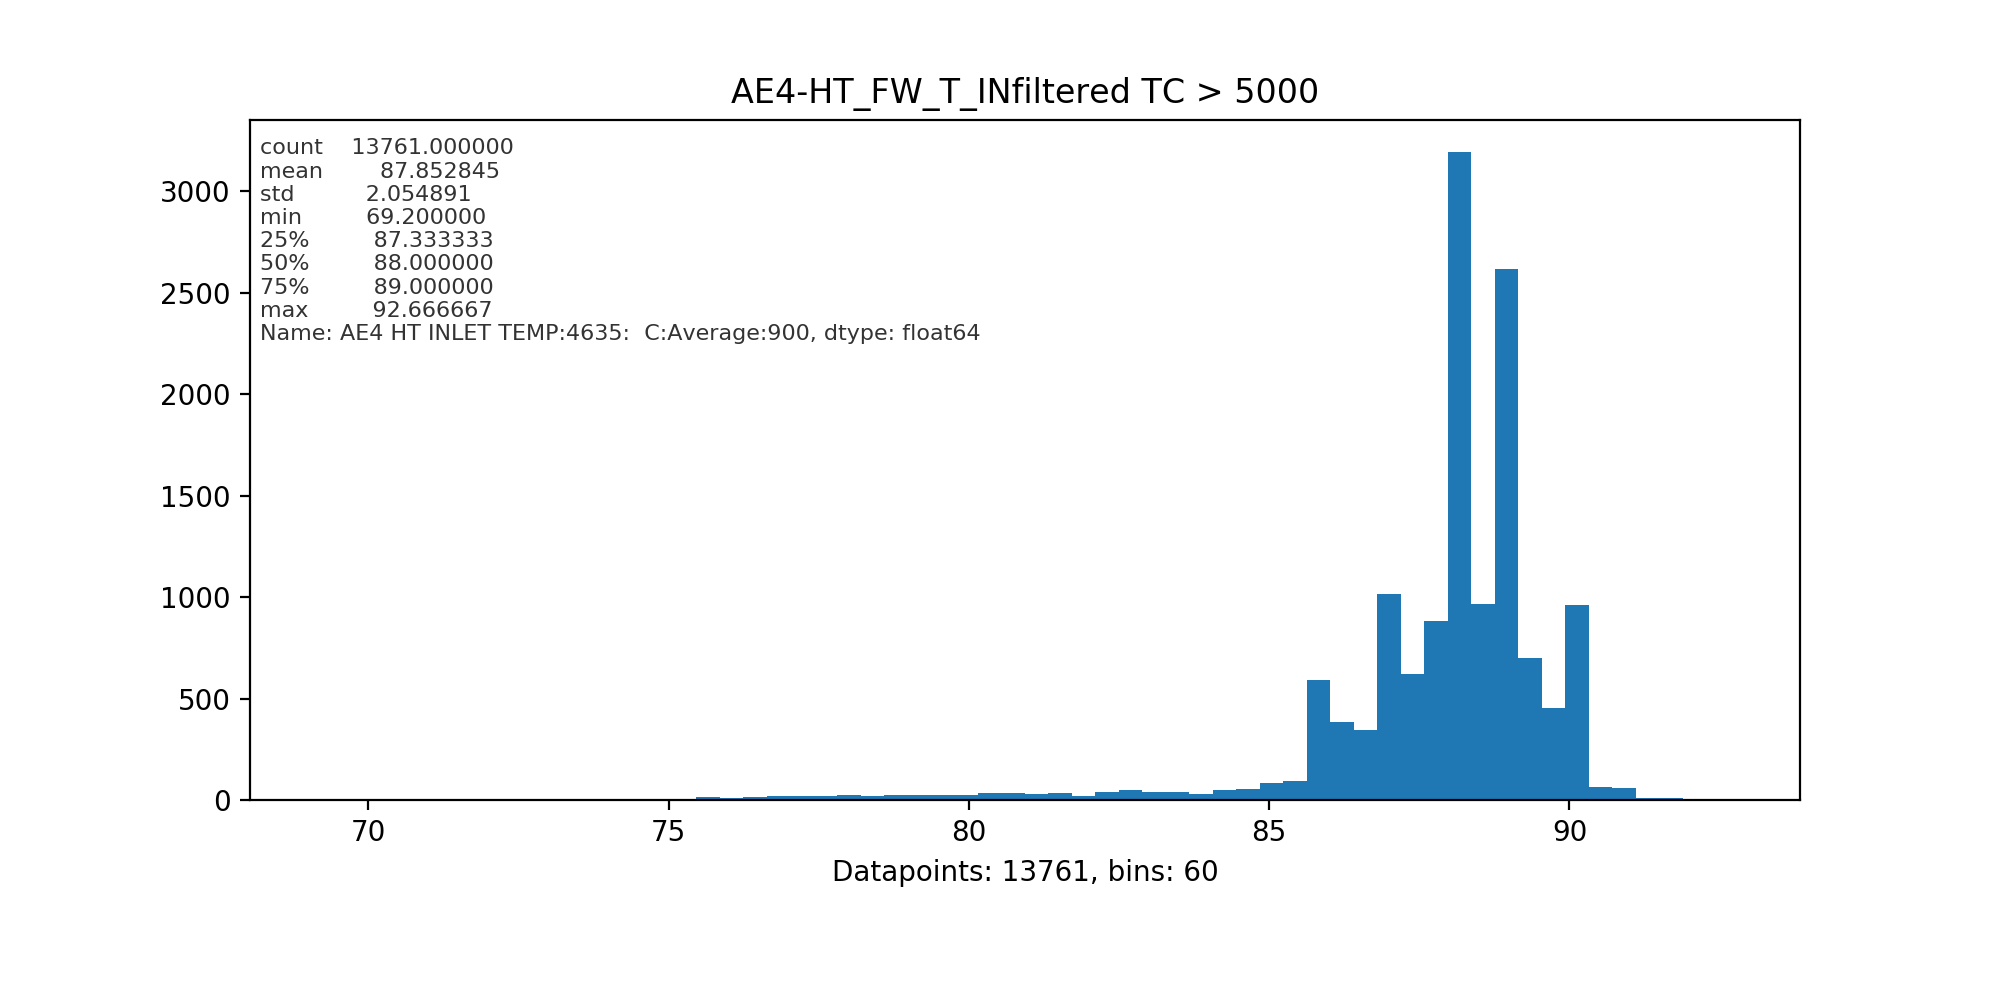 AE4-HT_FW_T_INfiltered TC > 5000
count 13761.000000
mean 87.852845
std 2.054891
min 69.200000
25% 87.333333
50% 88.000000
75% 89.000000
max 92.666667
Name: AE4 HT INLET TEMP:4635:  C:Average:900, dtype: float64
3000
2500
2000
1500
1000
500
0
70 75 80 85 90
Datapoints: 13761, bins: 60